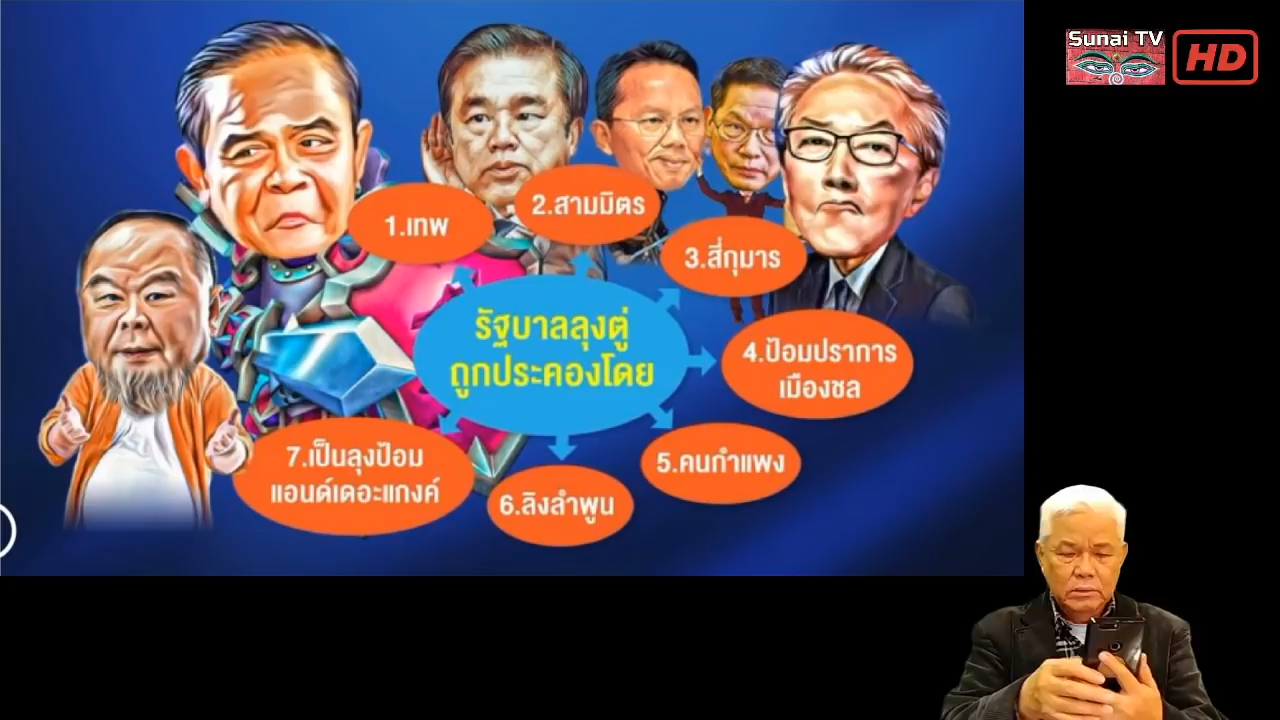 Sunai TV
HD
1.เทพ
2.สามมิตร
3.สี่กุมาร
รัฐบาลลุงตู่
ถูกประคองโดย
4.ป้อมปราการ
เมืองชล
5.คนกำแพง
6.ลิงลำพูน
7.เป็นลุงป้อม
แอนด์เดอะแกงค์